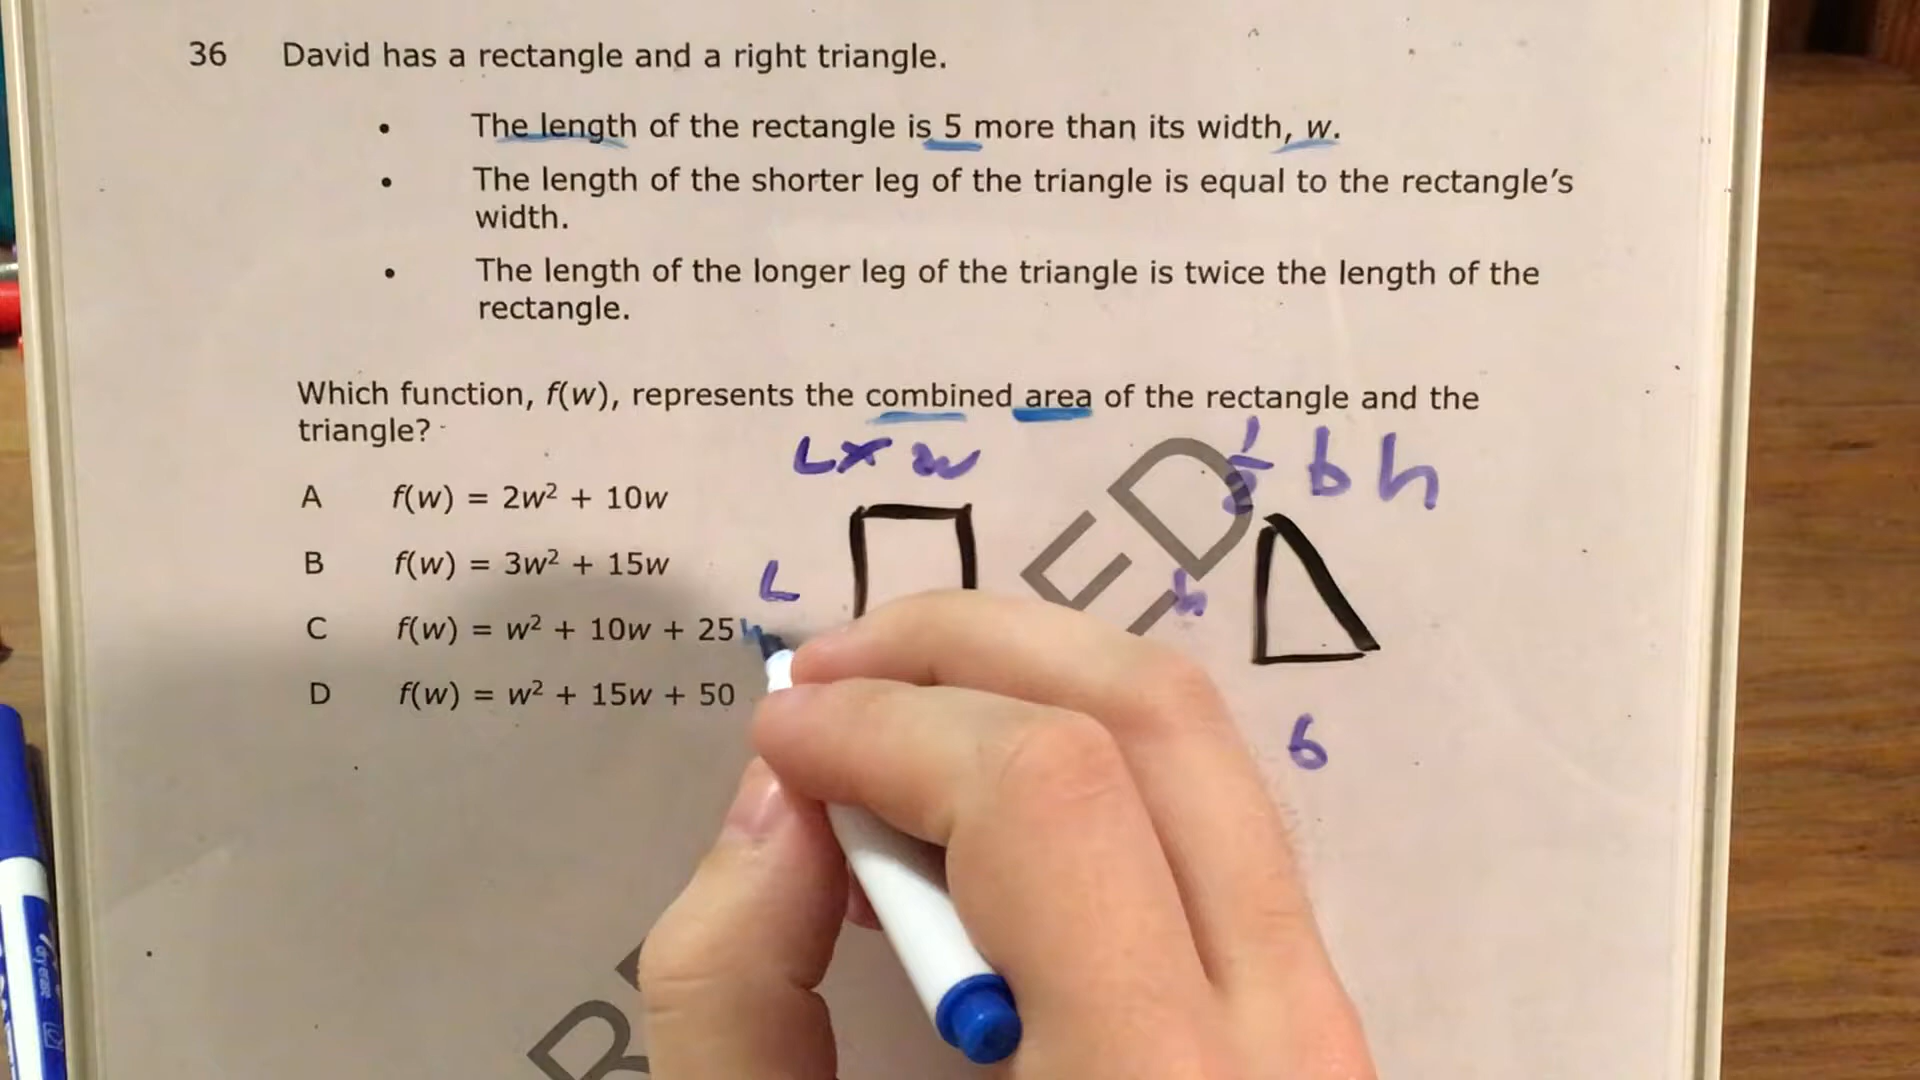 36 David has a rectangle and a right triangle.
• The length of the rectangle is 5 more than its width, w.
• The length of the shorter leg of the triangle is equal to the rectangle's
width.
• The length of the longer leg of the triangle is twice the length of the
rectangle.
Which function, f(w), represents the combined area of the rectangle and the
triangle?
L x w
1/2 b h
A f(w) = 2w² + 10w
B f(w) = 3w² + 15w
L
h
C f(w) = w² + 10w + 25
D f(w) = w² + 15w + 50
b